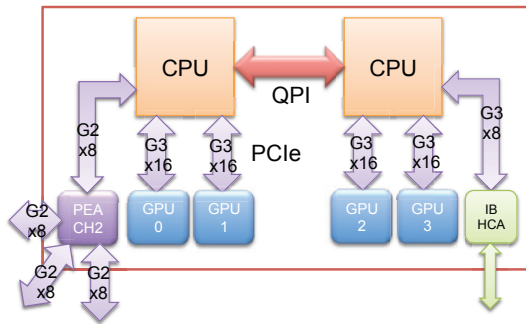 CPU
CPU
QPI
G2
x8
G3
x16
G3
x16
PCIe
G3
x16
G3
x16
G3
x8
PEA
CH2
GPU
0
GPU
1
GPU
2
GPU
3
IB
HCA
G2
x8
G2
x8
G2
x8